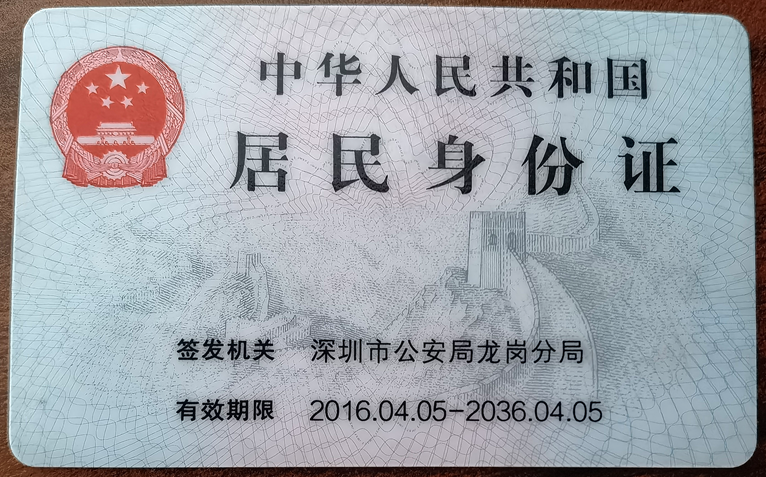 中华人民共和国
居民身份证
签发机关 深圳市公安局龙岗分局
有效期限 2016.04.05-2036.04.05